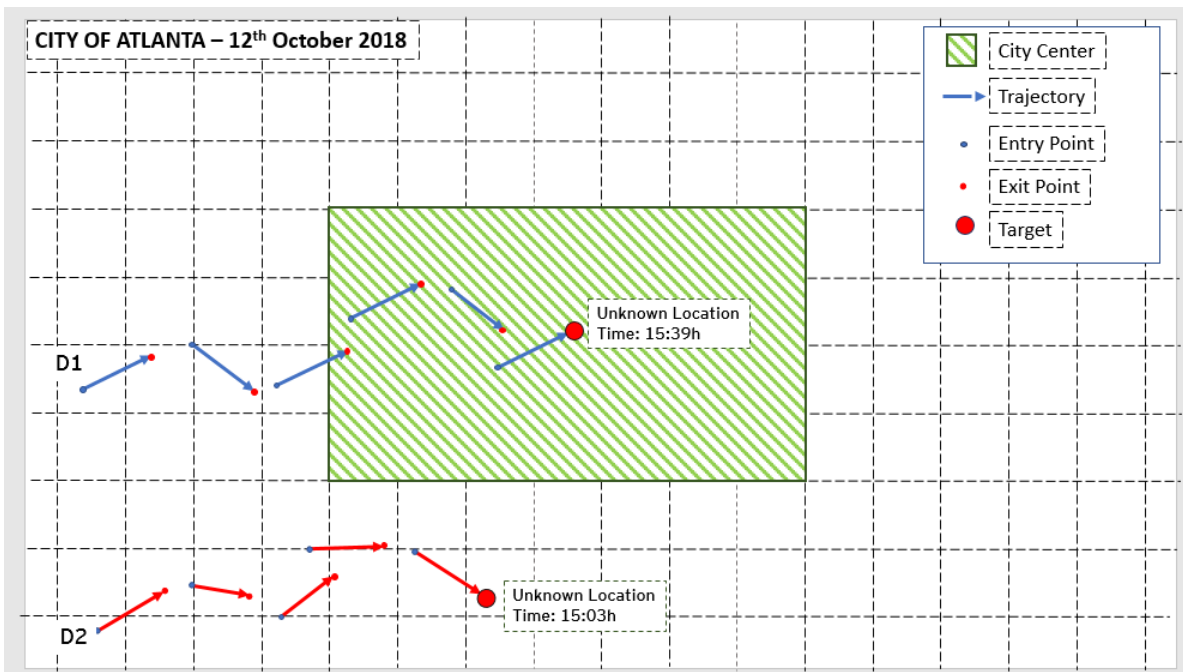 CITY OF ATLANTA – 12th October 2018
City Center
Trajectory
Entry Point
Exit Point
Target
Unknown Location
Time: 15:39h
D1
Unknown Location
Time: 15:03h
D2